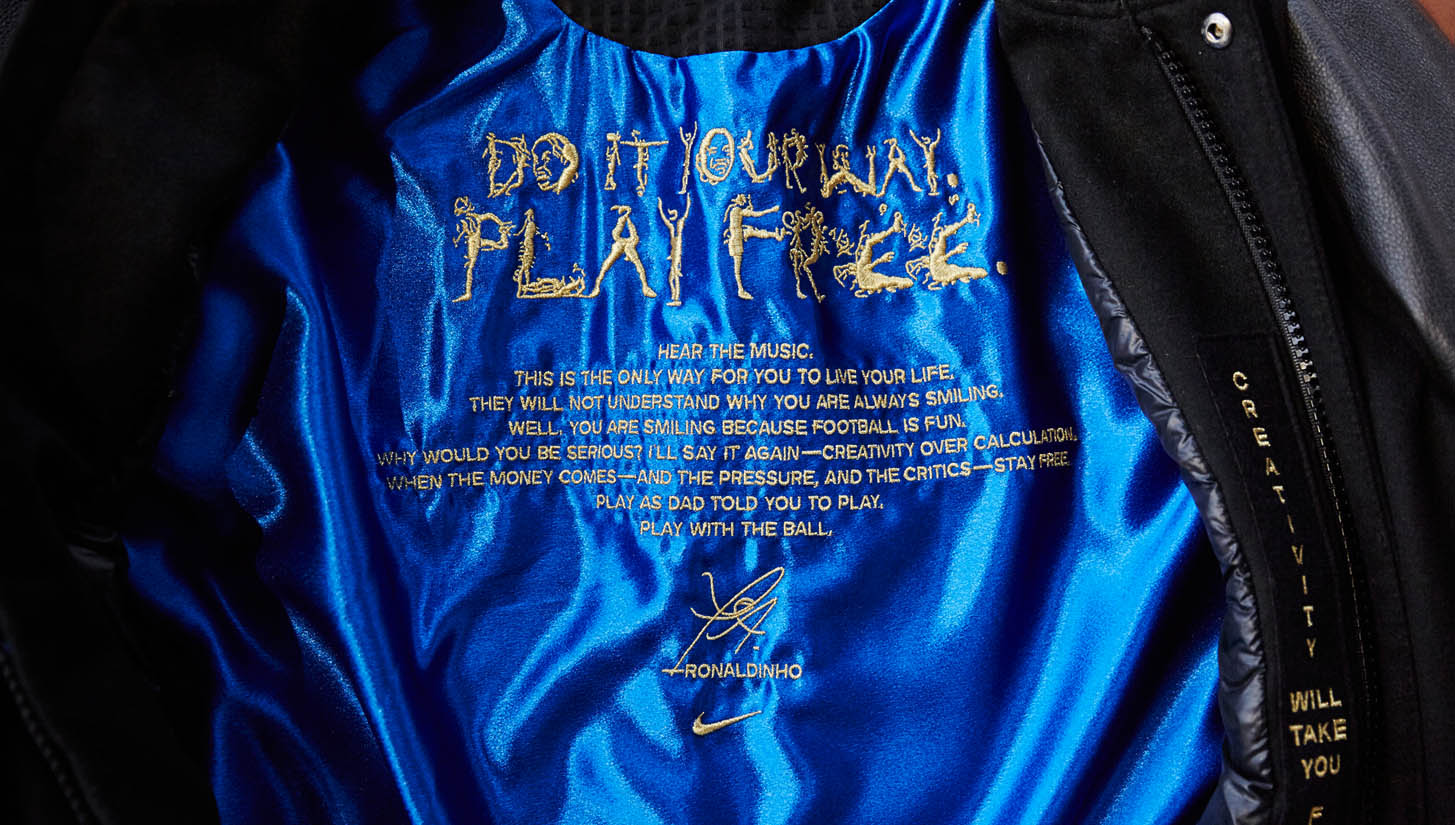 DO IT YOUR WAY.
PLAY FREE.
HEAR THE MUSIC.
THIS IS THE ONLY WAY FOR YOU TO LIVE YOUR LIFE.
THEY WILL NOT UNDERSTAND WHY YOU ARE ALWAYS SMILING.
WELL, YOU ARE SMILING BECAUSE FOOTBALL IS FUN.
WHY WOULD YOU BE SERIOUS? I'LL SAY IT AGAIN—CREATIVITY OVER CALCULATION.
WHEN THE MONEY COMES—AND THE PRESSURE, AND THE CRITICS—STAY FREE.
PLAY AS DAD TOLD YOU TO PLAY.
PLAY WITH THE BALL.
—RONALDINHO
CREATIVITY
WILL
TAKE
YOU